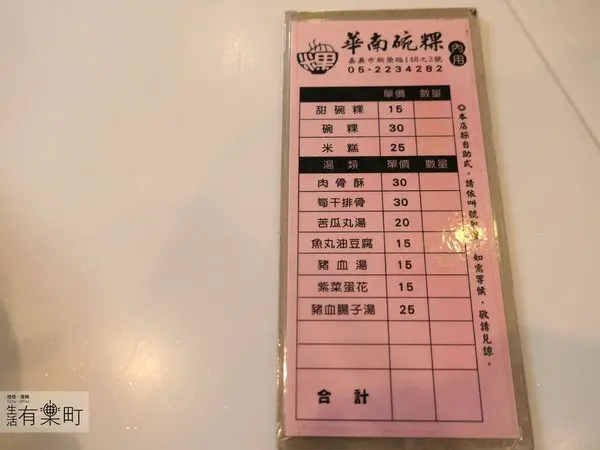 華南碗粿
內用
嘉義市新榮路148之2號
05-2234282
單價 數量
甜碗粿 15
碗粿 30
米糕 25
湯類 單價 數量
肉骨酥 30
筍干排骨 30
苦瓜丸湯 20
魚丸油豆腐 15
豬血湯 15
紫菜蛋花 15
豬血腸子湯 25
合計
◎本店採自助式，請依叫號
如需等候，敬請見諒。
生活有樂町